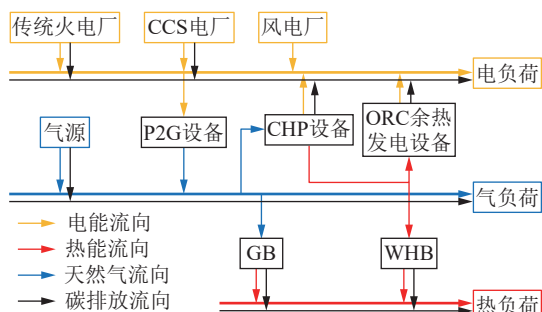 传统火电厂
CCS电厂
风电厂
电负荷
气源
P2G设备
CHP设备
ORC余热
发电设备
气负荷
电能流向
热能流向
天然气流向
碳排放流向
GB
WHB
热负荷